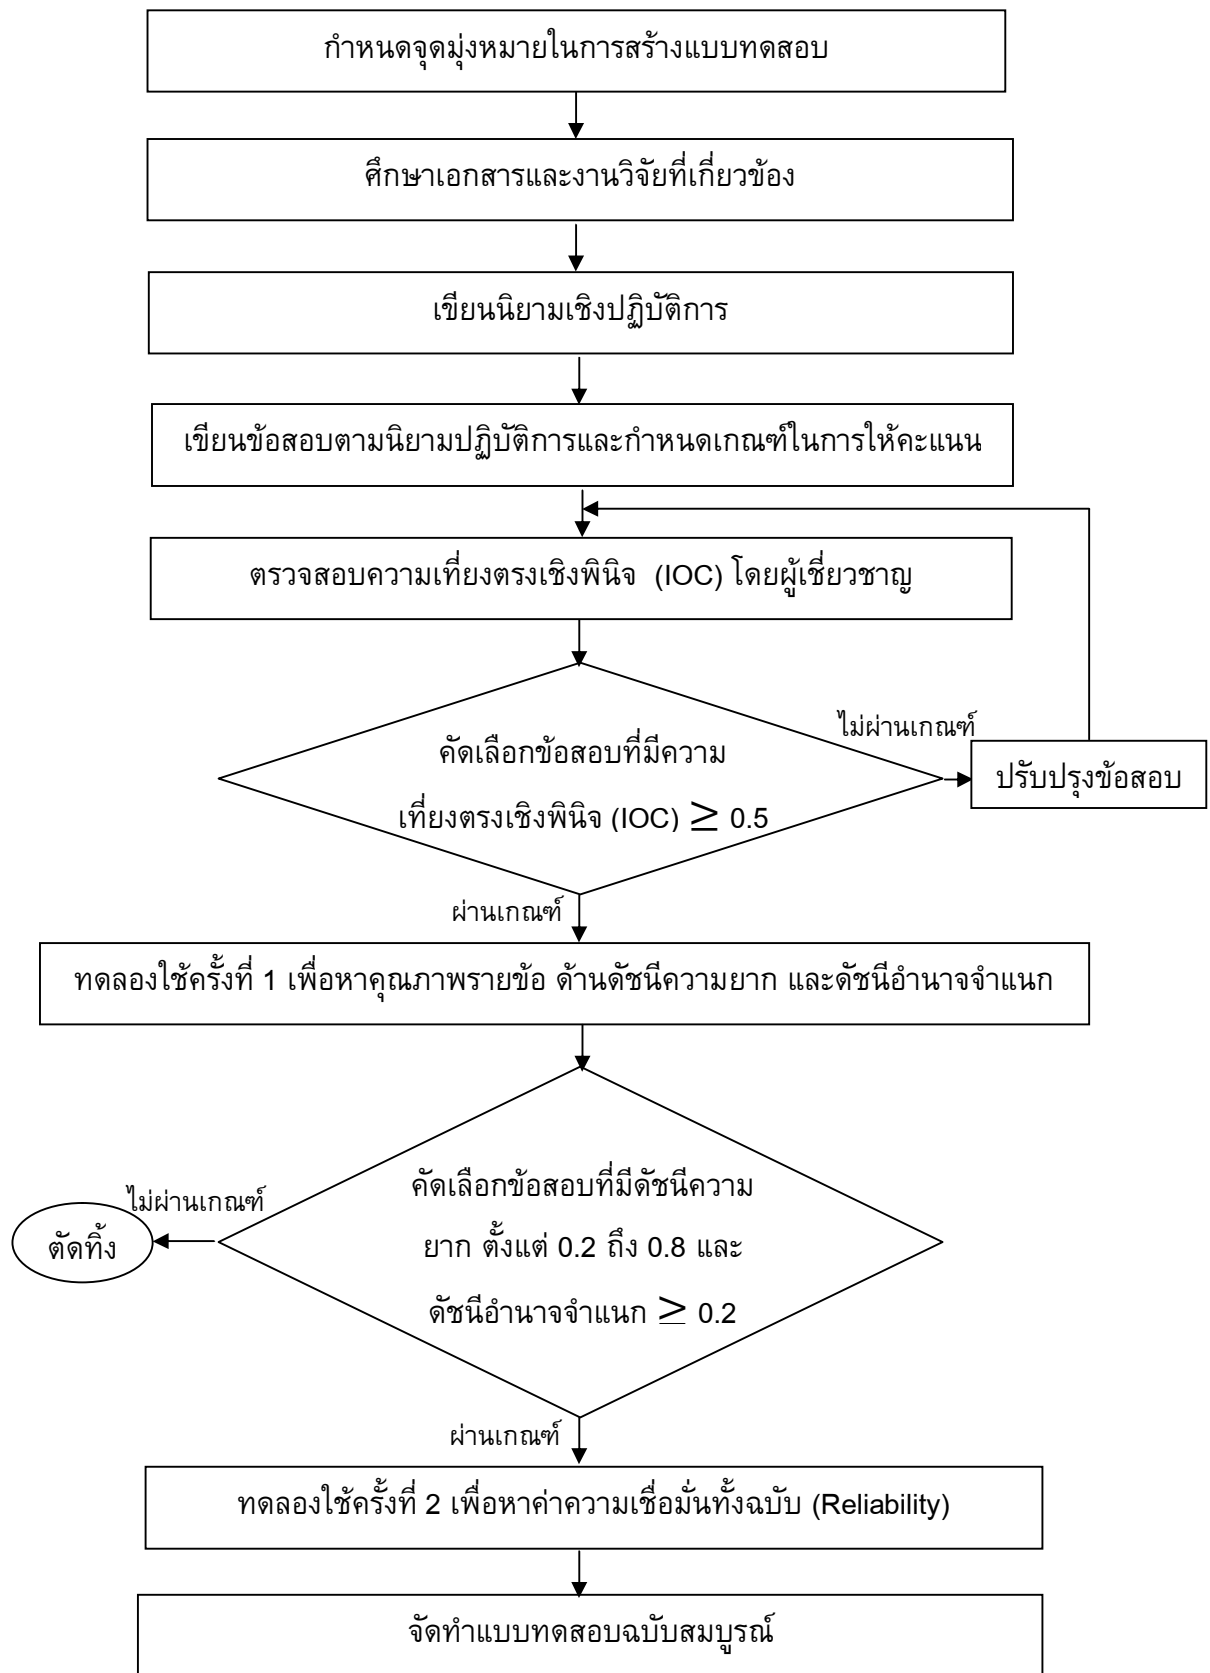 กำหนดจุดมุ่งหมายในการสร้างแบบทดสอบ
ศึกษาเอกสารและงานวิจัยที่เกี่ยวข้อง
เขียนนิยามเชิงปฏิบัติการ
เขียนข้อสอบตามนิยามปฏิบัติการและกำหนดเกณฑ์ในการให้คะแนน
ตรวจสอบความเที่ยงตรงเชิงพินิจ (IOC) โดยผู้เชี่ยวชาญ
คัดเลือกข้อสอบที่มีความ
เที่ยงตรงเชิงพินิจ (IOC) ≥ 0.5
ไม่ผ่านเกณฑ์
ปรับปรุงข้อสอบ
ผ่านเกณฑ์
ทดลองใช้ครั้งที่ 1 เพื่อหาคุณภาพรายข้อ ด้านดัชนีความยาก และดัชนีอำนาจจำแนก
คัดเลือกข้อสอบที่มีดัชนีความ
ยาก ตั้งแต่ 0.2 ถึง 0.8 และ
ดัชนีอำนาจจำแนก ≥ 0.2
ไม่ผ่านเกณฑ์
ตัดทิ้ง
ผ่านเกณฑ์
ทดลองใช้ครั้งที่ 2 เพื่อหาค่าความเชื่อมั่นทั้งฉบับ (Reliability)
จัดทำแบบทดสอบฉบับสมบูรณ์